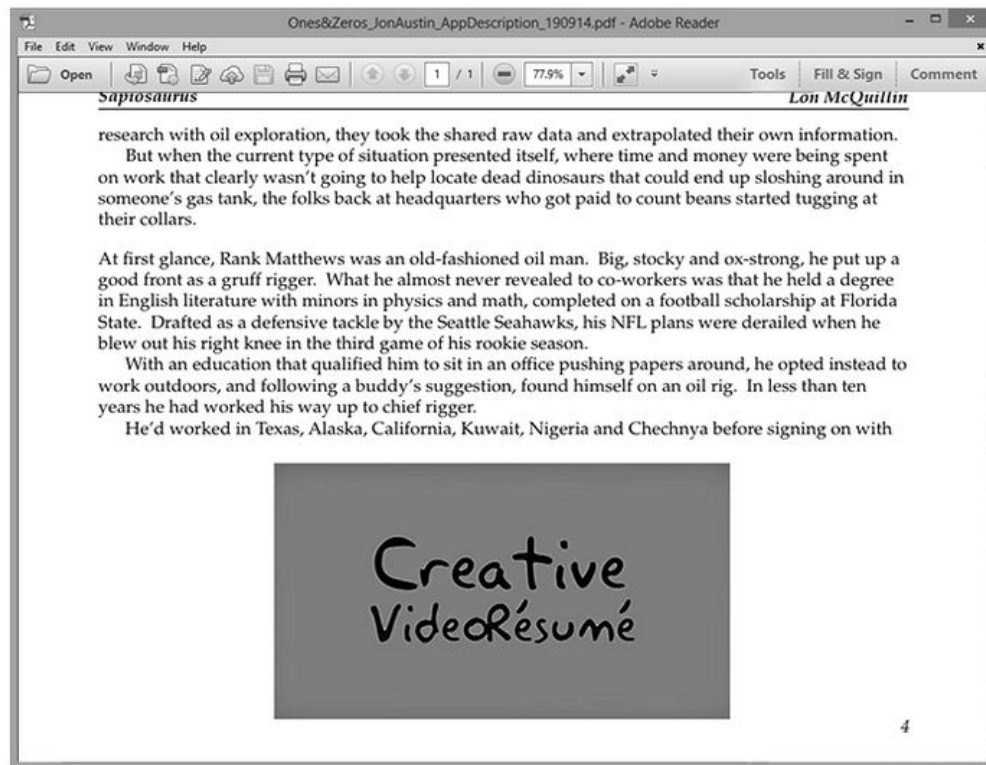 Ones&Zeros_JonAustin_AppDescription_190914.pdf - Adobe Reader
File Edit View Window Help
Open 1 / 1 77.9% Tools Fill & Sign Comment
Sapiosaurus Lon McQuillin
research with oil exploration, they took the shared raw data and extrapolated their own information.
But when the current type of situation presented itself, where time and money were being spent
on work that clearly wasn't going to help locate dead dinosaurs that could end up sloshing around in
someone's gas tank, the folks back at headquarters who got paid to count beans started tugging at
their collars.
At first glance, Rank Matthews was an old-fashioned oil man. Big, stocky and ox-strong, he put up a
good front as a gruff rigger. What he almost never revealed to co-workers was that he held a degree
in English literature with minors in physics and math, completed on a football scholarship at Florida
State. Drafted as a defensive tackle by the Seattle Seahawks, his NFL plans were derailed when he
blew out his right knee in the third game of his rookie season.
With an education that qualified him to sit in an office pushing papers around, he opted instead to
work outdoors, and following a buddy's suggestion, found himself on an oil rig. In less than ten
years he had worked his way up to chief rigger.
He'd worked in Texas, Alaska, California, Kuwait, Nigeria and Chechnya before signing on with
Creative
VideoRésumé
4